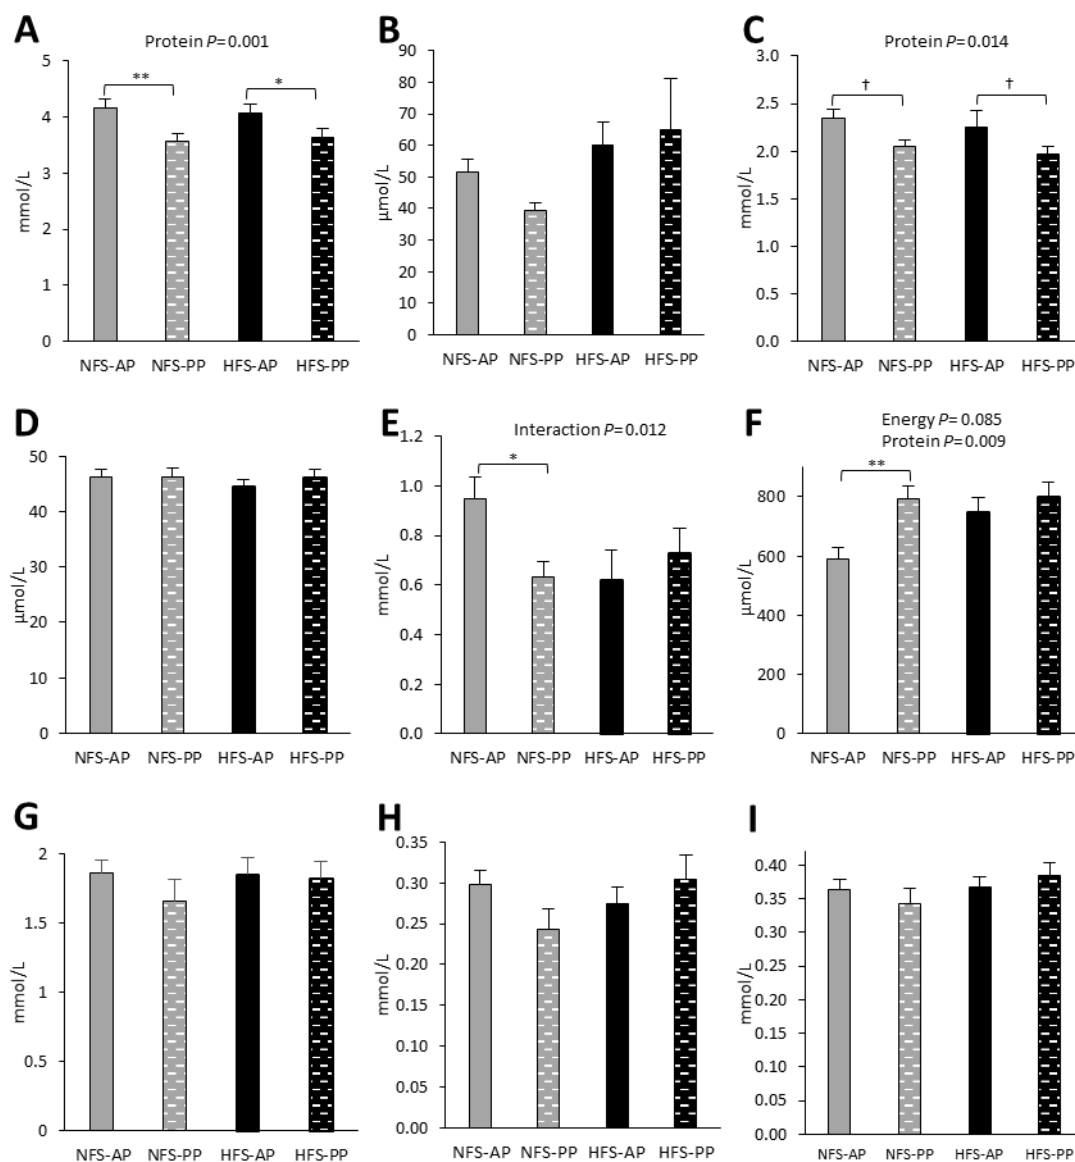 A
Protein P=0.001
5
4
3
2
1
0
mmol/L
**
*
NFS-AP NFS-PP HFS-AP HFS-PP
B
90
80
70
60
50
40
30
20
10
0
µmol/L
NFS-AP NFS-PP HFS-AP HFS-PP
C
Protein P=0.014
3.0
2.5
2.0
1.5
1.0
0.5
0.0
mmol/L
†
†
NFS-AP NFS-PP HFS-AP HFS-PP
D
50
40
30
20
10
0
µmol/L
NFS-AP NFS-PP HFS-AP HFS-PP
E
Interaction P=0.012
1.2
1.0
0.8
0.6
0.4
0.2
0.0
mmol/L
*
NFS-AP NFS-PP HFS-AP HFS-PP
F
Energy P=0.085
Protein P=0.009
800
600
400
200
0
µmol/L
**
NFS-AP NFS-PP HFS-AP HFS-PP
G
2
1.5
1
0.5
0
mmol/L
NFS-AP NFS-PP HFS-AP HFS-PP
H
0.35
0.30
0.25
0.20
0.15
0.10
0.05
0.00
mmol/L
NFS-AP NFS-PP HFS-AP HFS-PP
I
0.40
0.35
0.30
0.25
0.20
0.15
0.10
0.05
0.00
mmol/L
NFS-AP NFS-PP HFS-AP HFS-PP